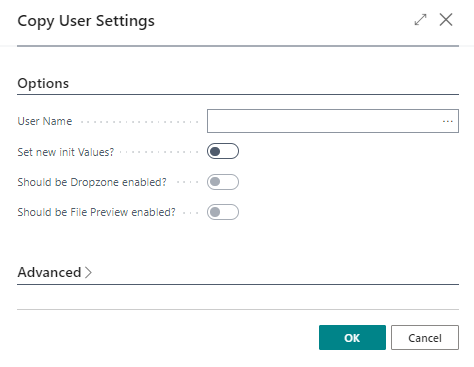 Copy User Settings
Options
User Name
Set new init Values?
Should be Dropzone enabled?
Should be File Preview enabled?
Advanced
OK
Cancel